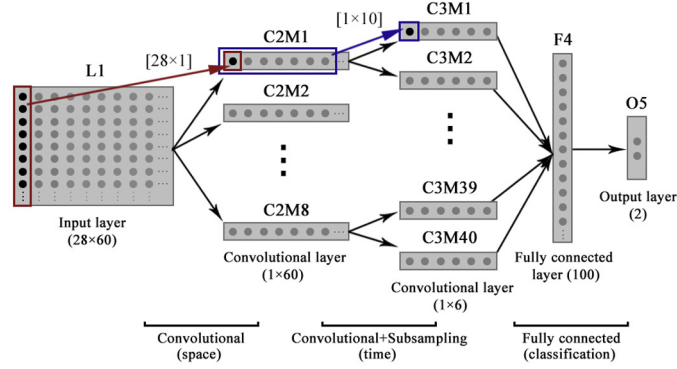 [1×10]
C3M1
C2M1
F4
[28×1]
L1
C3M2
C2M2
O5
Output layer
(2)
C3M39
C2M8
Input layer
(28×60)
C3M40
Convolutional layer
(1×60)
Fully connected
layer (100)
Convolutional layer
(1×6)
Convolutional
(space)
Convolutional+Subsampling
(time)
Fully connected
(classification)